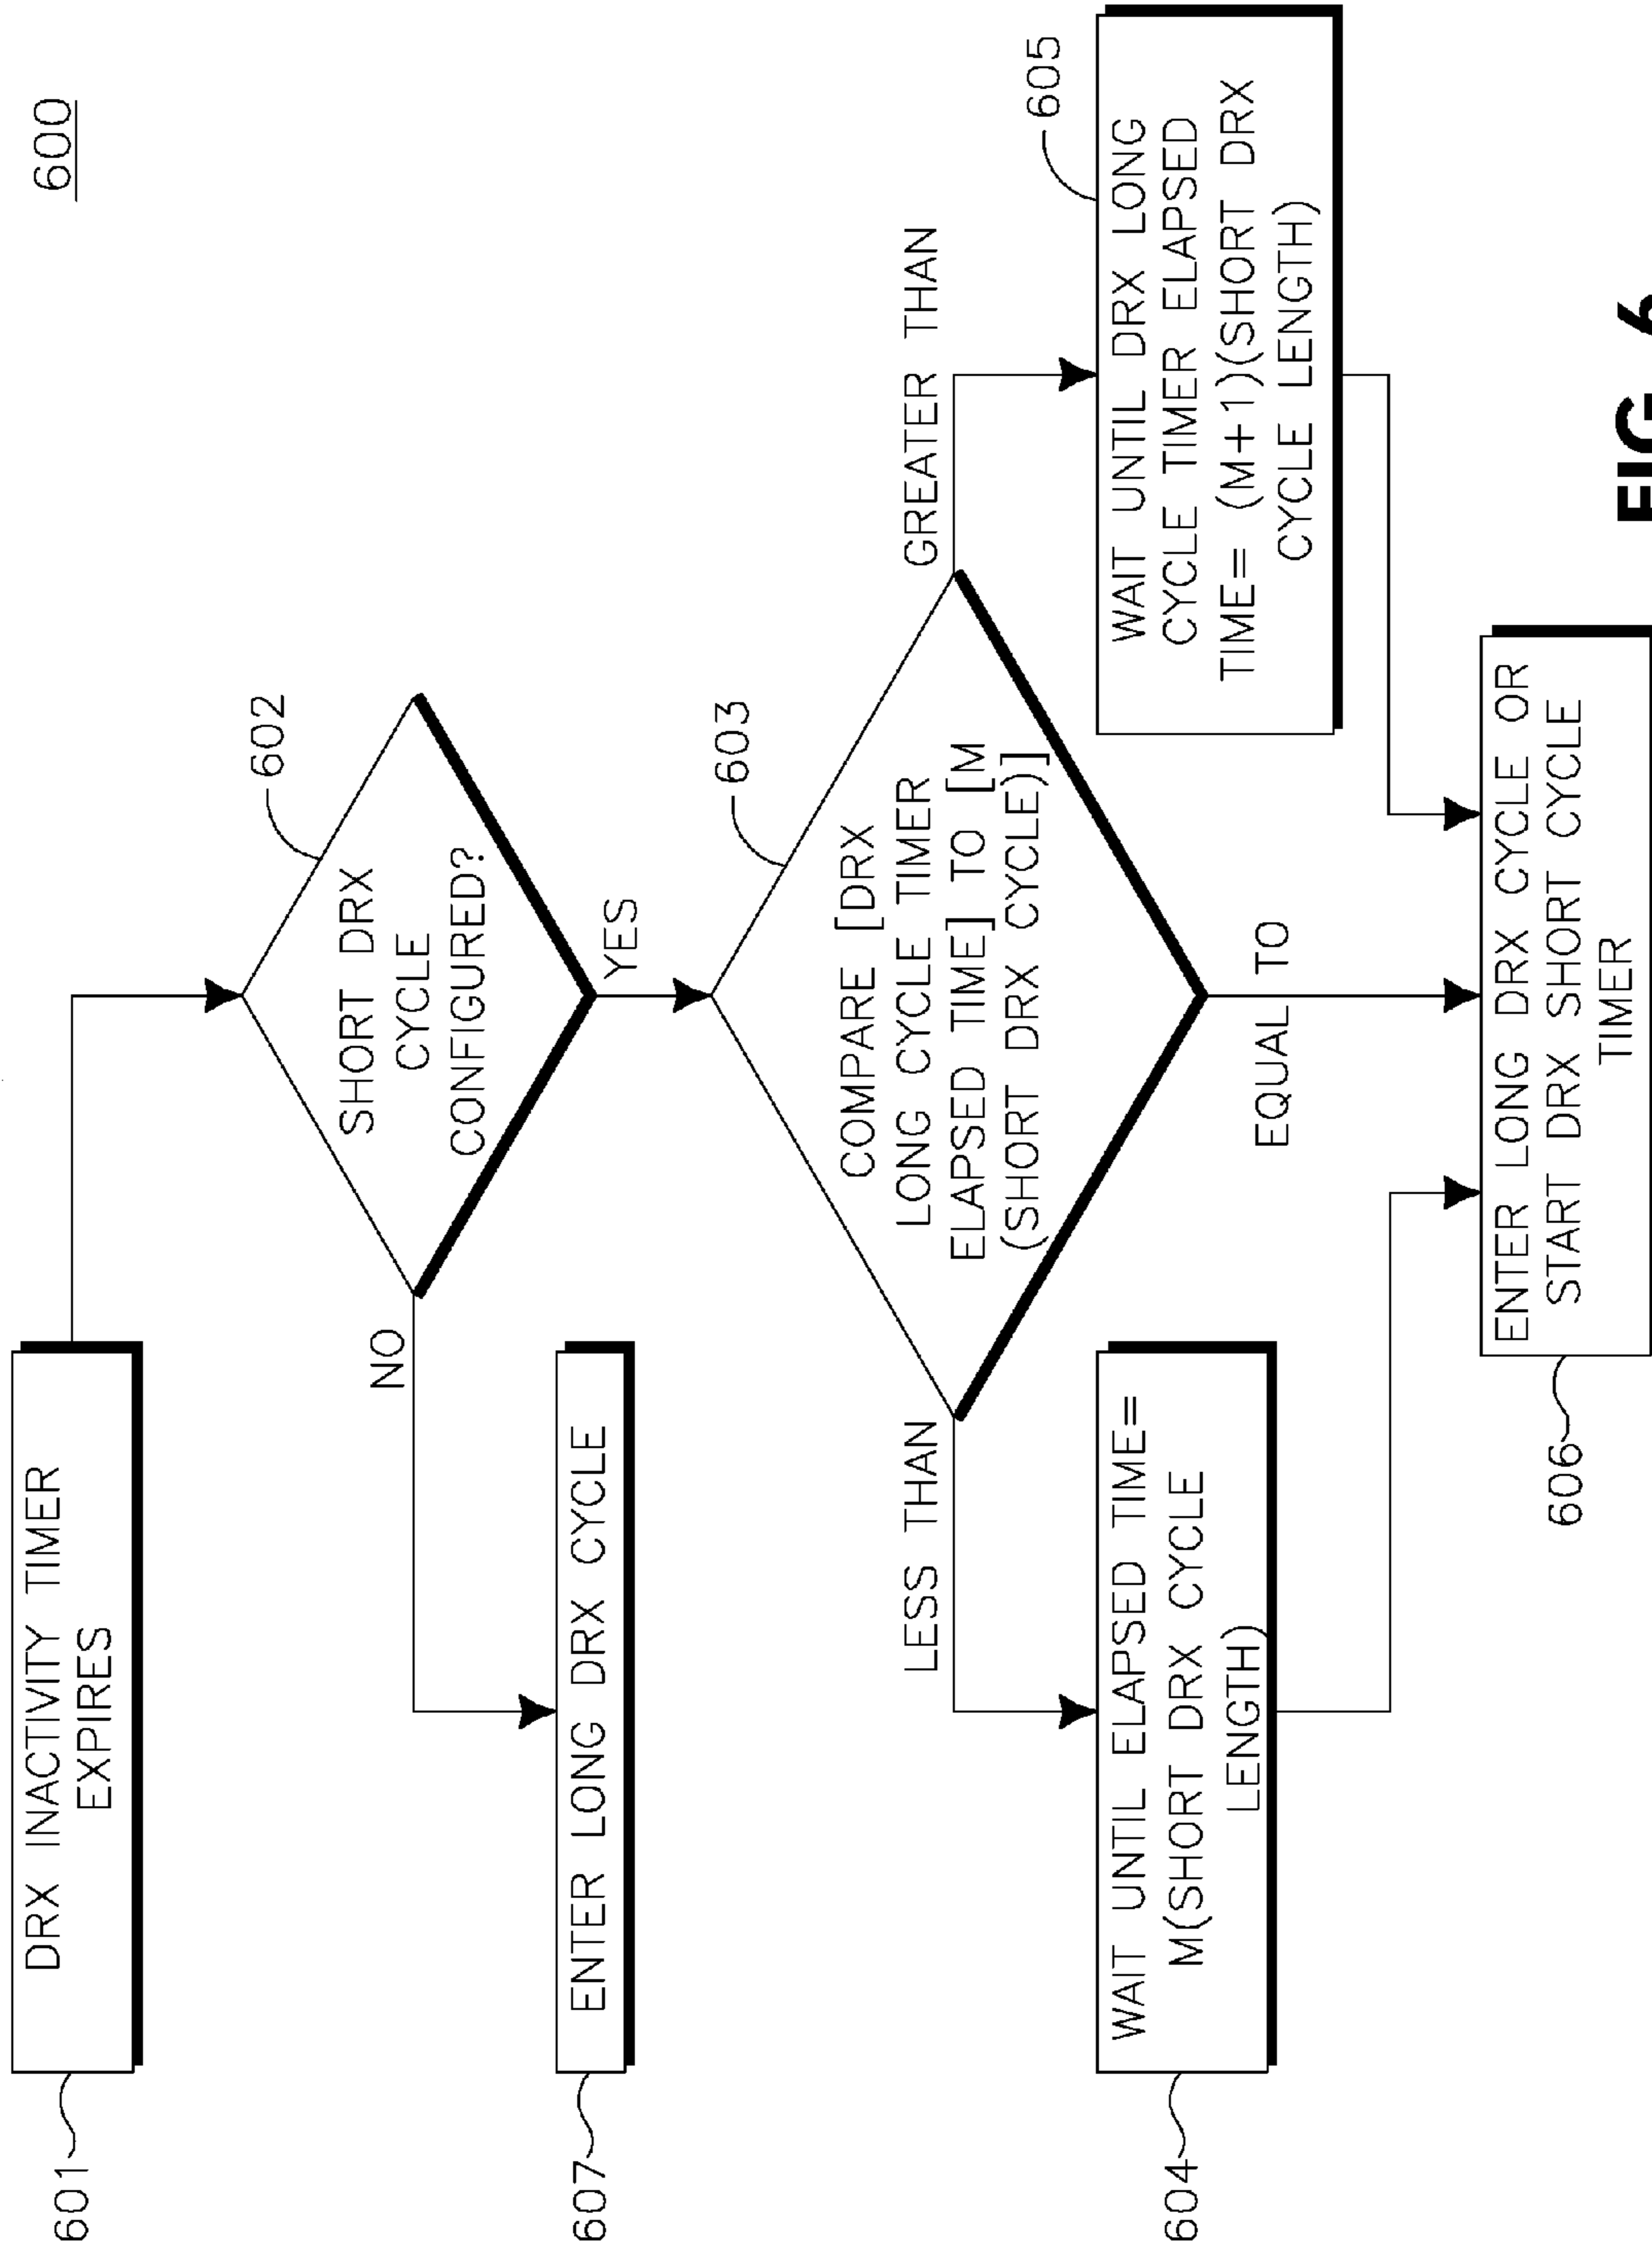 600
601
DRX INACTIVITY TIMER
EXPIRES
602
SHORT DRX
CYCLE
CONFIGURED?
NO
YES
607
ENTER LONG DRX CYCLE
603
COMPARE [DRX
LONG CYCLE TIMER
ELAPSED TIME] TO [M
(SHORT DRX CYCLE)]
LESS THAN
GREATER THAN
EQUAL TO
604
WAIT UNTIL ELAPSED TIME=
M(SHORT DRX CYCLE
LENGTH)
605
WAIT UNTIL DRX LONG
CYCLE TIMER ELAPSED
TIME= (M+1)(SHORT DRX
CYCLE LENGTH)
606
ENTER LONG DRX CYCLE OR
START DRX SHORT CYCLE
TIMER
FIG. 6